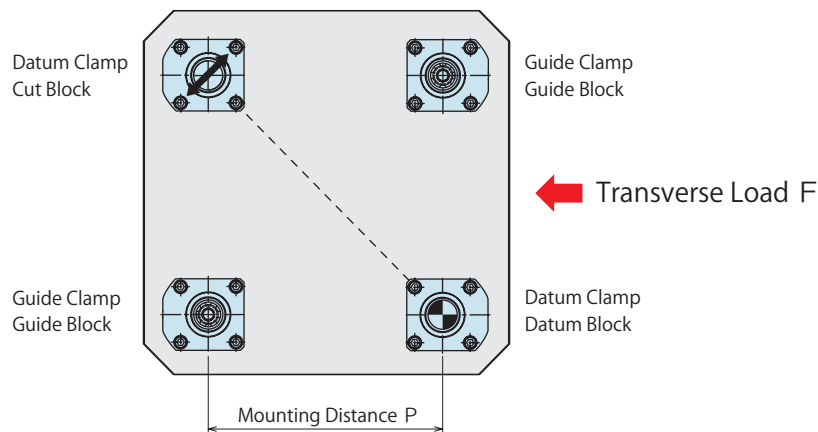 Datum Clamp
Cut Block
Guide Clamp
Guide Block
Transverse Load F
Guide Clamp
Guide Block
Datum Clamp
Datum Block
Mounting Distance P